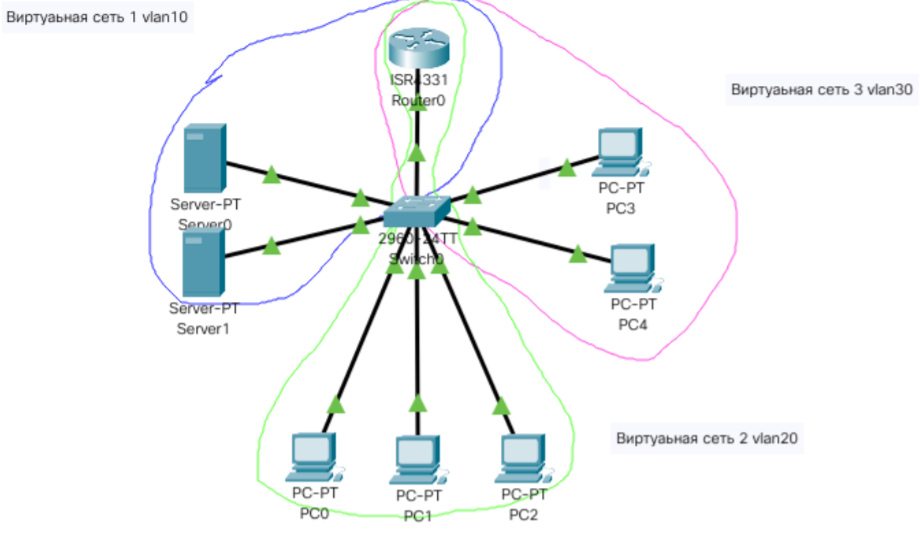 Виртуаьная сеть 1 vlan10
ISR4331
Router0
Виртуаьная сеть 3 vlan30
PC-PT
PC3
Server-PT
Server0
2960-24TT
Switch0
PC-PT
PC4
Server-PT
Server1
Виртуаьная сеть 2 vlan20
PC-PT
PC0
PC-PT
PC1
PC-PT
PC2